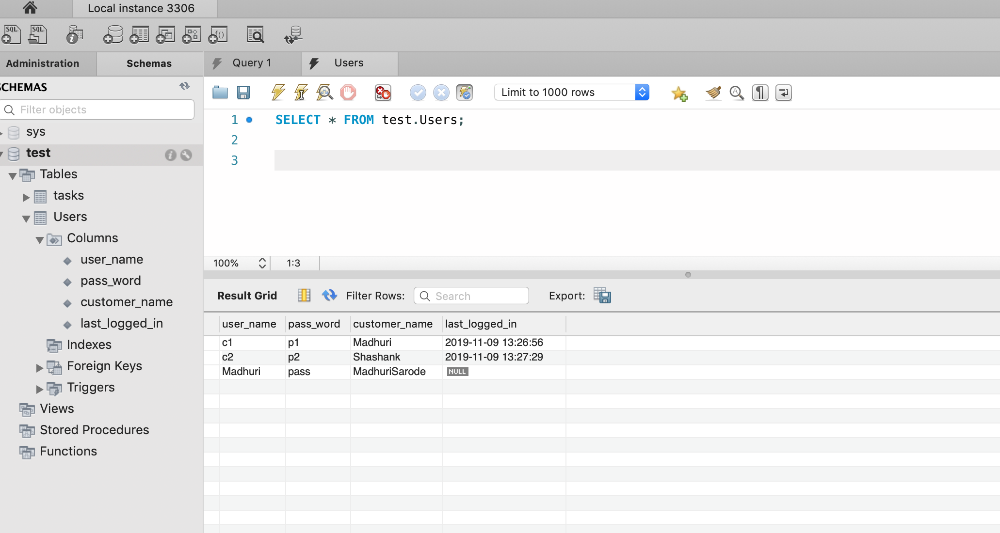 Local instance 3306
SQL SQL f()
Administration Schemas Query 1 Users
SCHEMAS
Filter objects
Limit to 1000 rows
1 SELECT * FROM test.Users;
2
3
sys
test
Tables
tasks
Users
Columns
user_name
pass_word
customer_name
last_logged_in
Indexes
Foreign Keys
Triggers
Views
Stored Procedures
Functions
100% 1:3
Result Grid Filter Rows: Search Export:
user_name pass_word customer_name last_logged_in
c1 p1 Madhuri 2019-11-09 13:26:56
c2 p2 Shashank 2019-11-09 13:27:29
Madhuri pass MadhuriSarode NULL